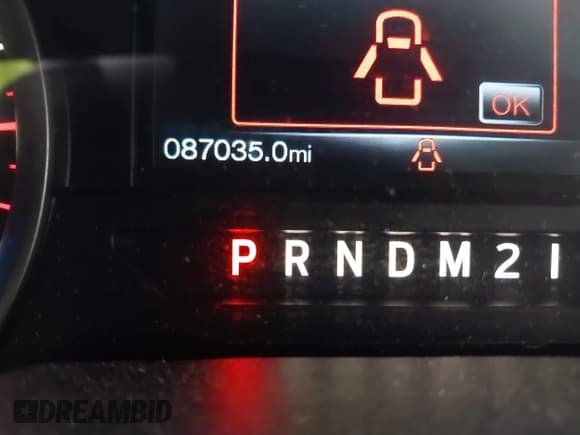 OK
087035.0mi
P R N D M 2 1
DREAMBID